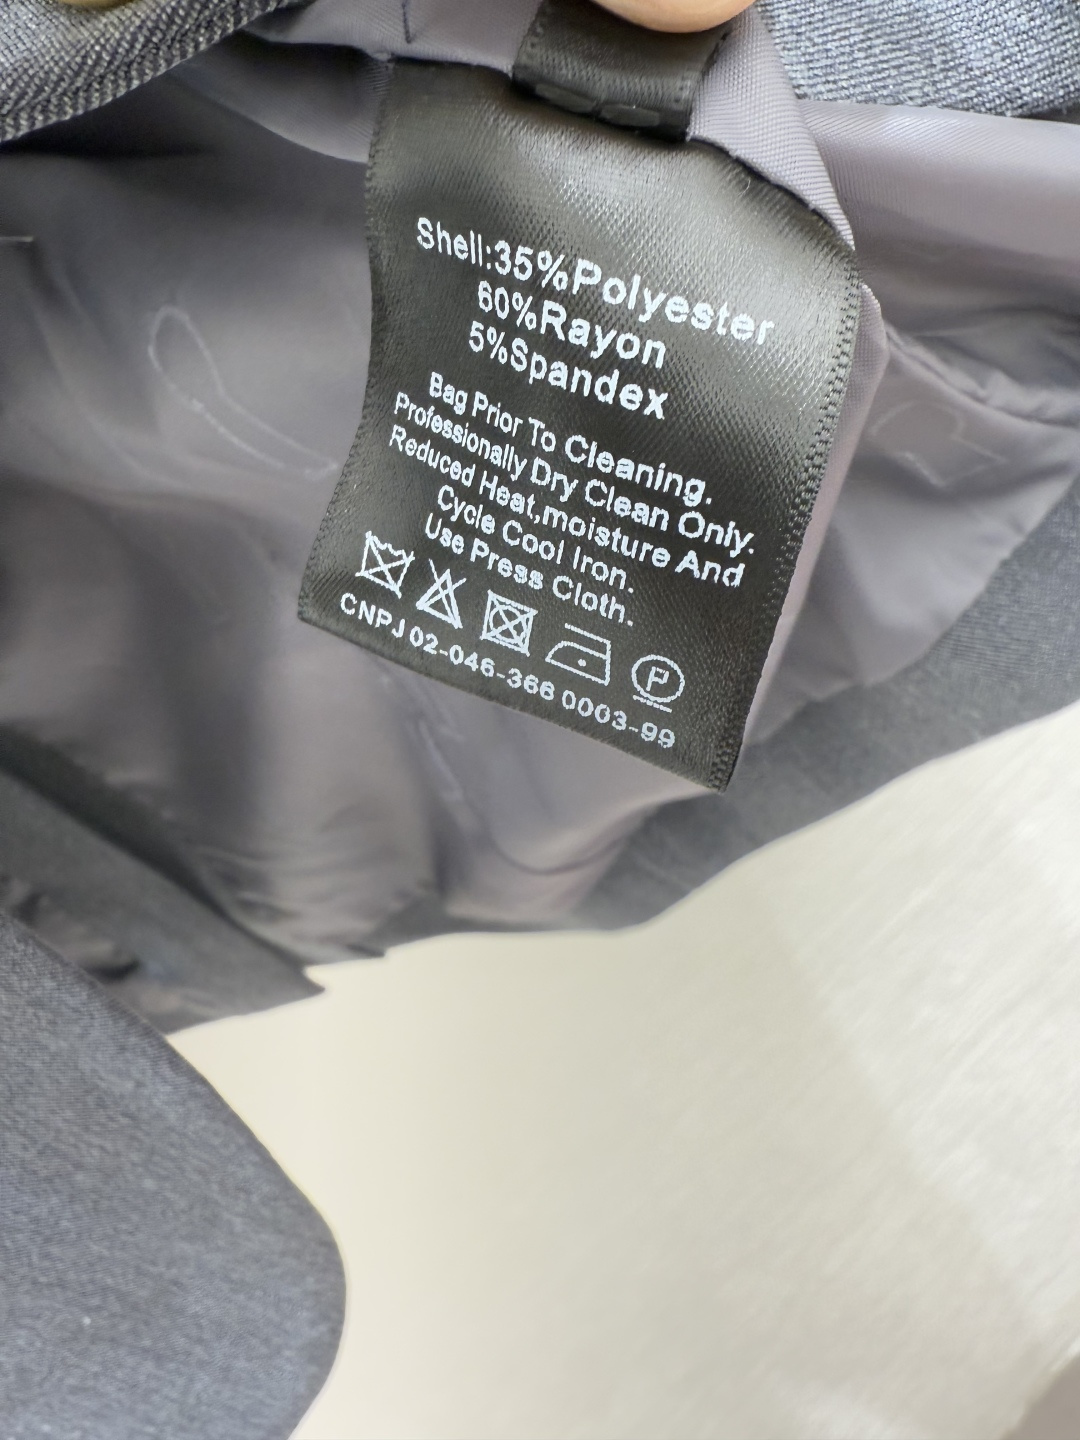 Shell:35%Polyester
60%Rayon
5%Spandex
Bag Prior To Cleaning.
Professionally Dry Clean Only.
Reduced Heat,moisture And
Cycle Cool Iron.
Use Press Cloth.
P
CNPJ 02-046-366 0003-99